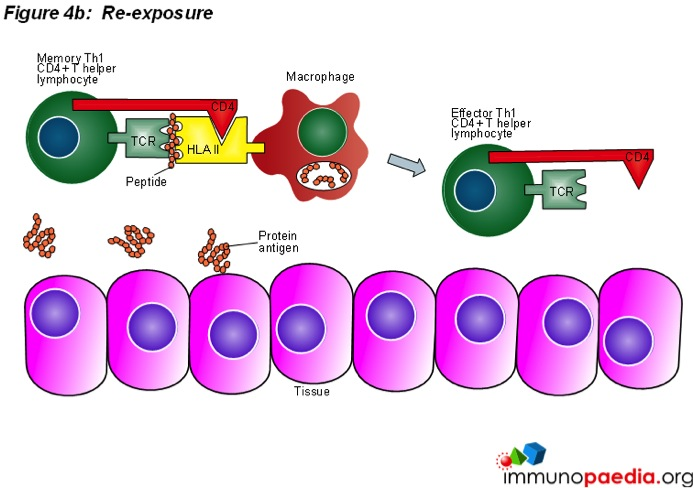 Figure 4b: Re-exposure
Memory Th1
CD4+T helper
lymphocyte
Macrophage
CD4
TCR
HLA II
Peptide
Effector Th1
CD4+T helper
lymphocyte
CD4
TCR
Protein
antigen
Tissue
immunopaedia.org